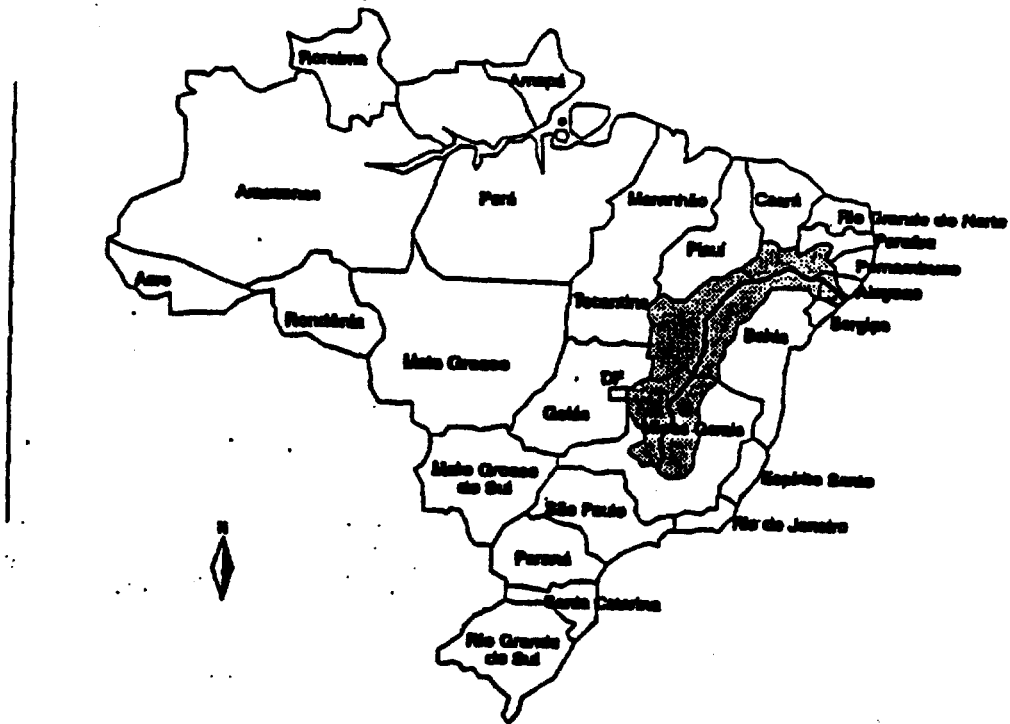 Roraima
Amapá
Amazonas
Pará
Maranhão
Ceará
Rio Grande do Norte
Paraíba
Piauí
Pernambuco
Alagoas
Acre
Tocantins
Sergipe
Rondônia
Bahia
Mato Grosso
DF
Goiás
Minas Gerais
Mato Grosso
do Sul
Espírito Santo
São Paulo
Rio de Janeiro
N
Paraná
Santa Catarina
Rio Grande
do Sul